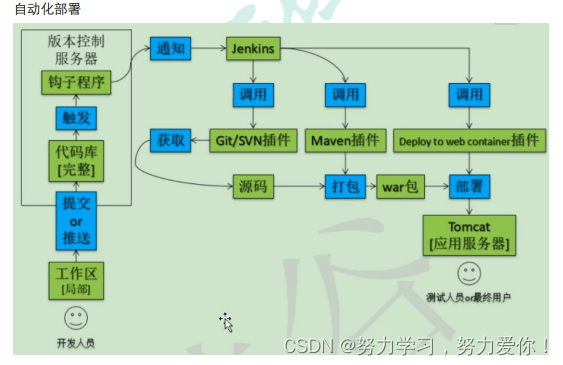 自动化部署
版本控制
服务器
钩子程序
触发
代码库
[完整]
提交
or
推送
工作区
[局部]
开发人员
通知
Jenkins
调用
调用
调用
获取
Git/SVN插件
Maven插件
Deploy to web container插件
源码
打包
war包
部署
Tomcat
[应用服务器]
测试人员or最终用户
CSDN @努力学习，努力爱你！